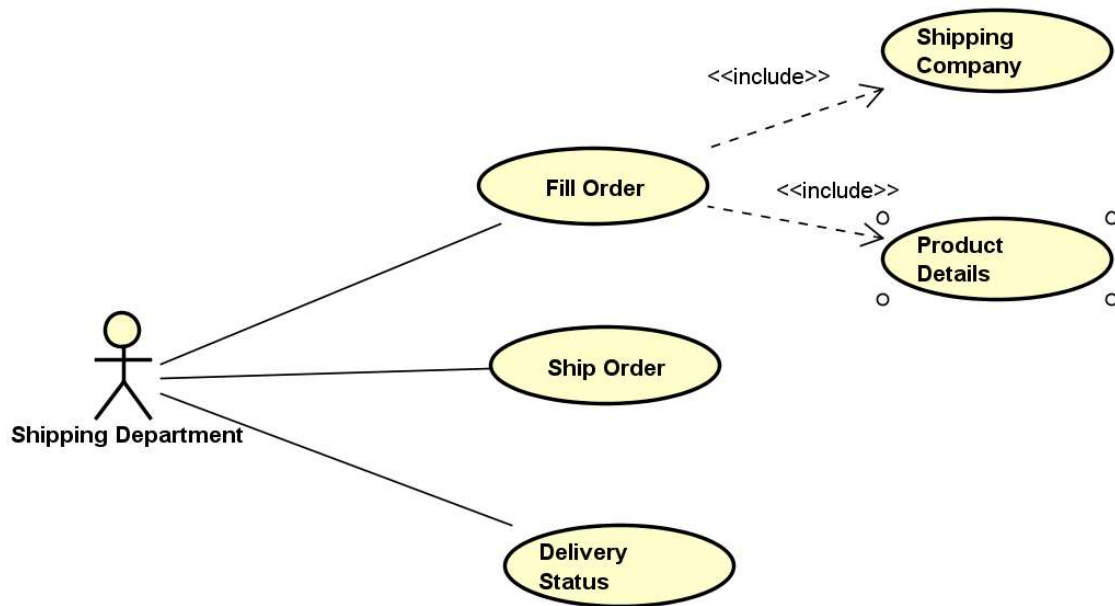 Shipping
Company
<<include>>
Fill Order
<<include>>
Product
Details
Ship Order
Shipping Department
Delivery
Status